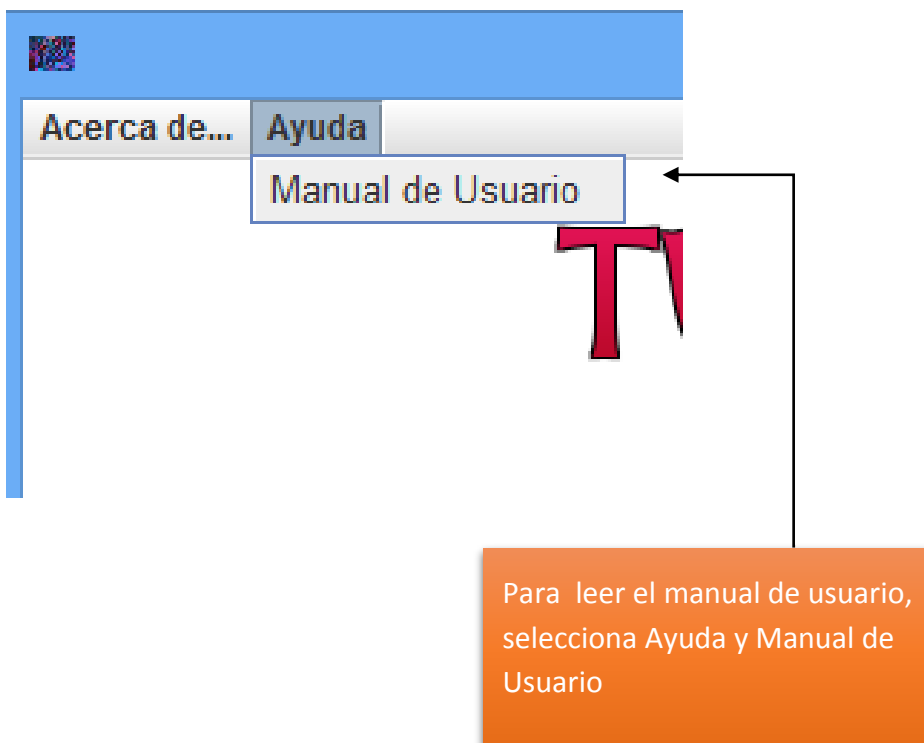 Acerca de... Ayuda
Manual de Usuario
T
Para leer el manual de usuario,
selecciona Ayuda y Manual de
Usuario